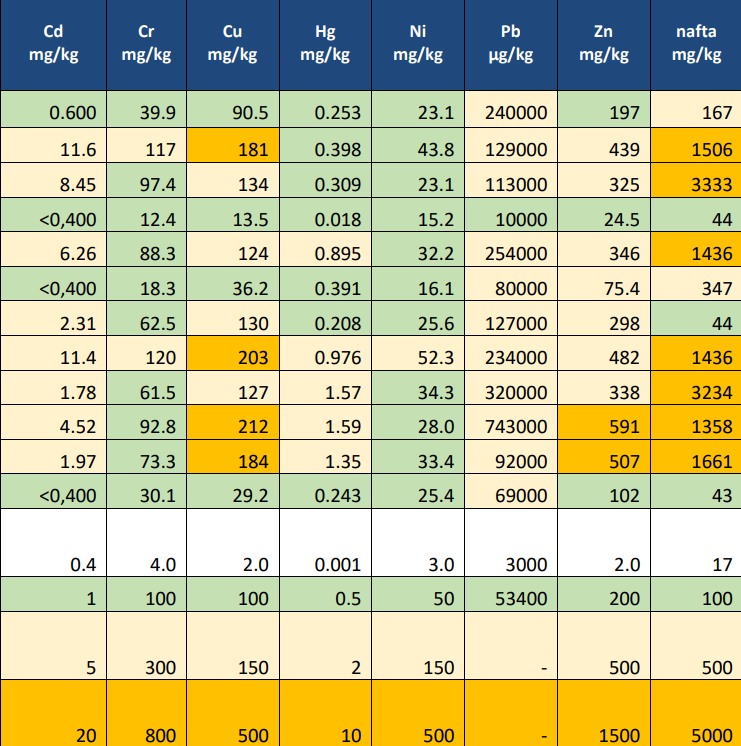 Cd Cr Cu Hg Ni Pb Zn nafta
mg/kg mg/kg mg/kg mg/kg mg/kg µg/kg mg/kg mg/kg
0.600 39.9 90.5 0.253 23.1 240000 197 167
11.6 117 181 0.398 43.8 129000 439 1506
8.45 97.4 134 0.309 23.1 113000 325 3333
<0,400 12.4 13.5 0.018 15.2 10000 24.5 44
6.26 88.3 124 0.895 32.2 254000 346 1436
<0,400 18.3 36.2 0.391 16.1 80000 75.4 347
2.31 62.5 130 0.208 25.6 127000 298 44
11.4 120 203 0.976 52.3 234000 482 1436
1.78 61.5 127 1.57 34.3 320000 338 3234
4.52 92.8 212 1.59 28.0 743000 591 1358
1.97 73.3 184 1.35 33.4 92000 507 1661
<0,400 30.1 29.2 0.243 25.4 69000 102 43
0.4 4.0 2.0 0.001 3.0 3000 2.0 17
1 100 100 0.5 50 53400 200 100
5 300 150 2 150 - 500 500
20 800 500 10 500 - 1500 5000